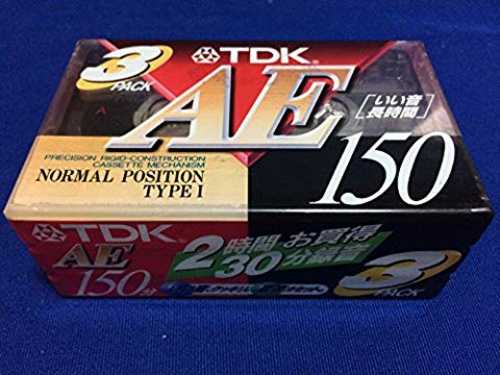 3
PACK
TDK
AE
いい音
長時間
150
PRECISION RIGID-CONSTRUCTION
CASSETTE MECHANISM
NORMAL POSITION
TYPE I
TDK
AE
150分
2時間
30分録音
お買得
3
PACK